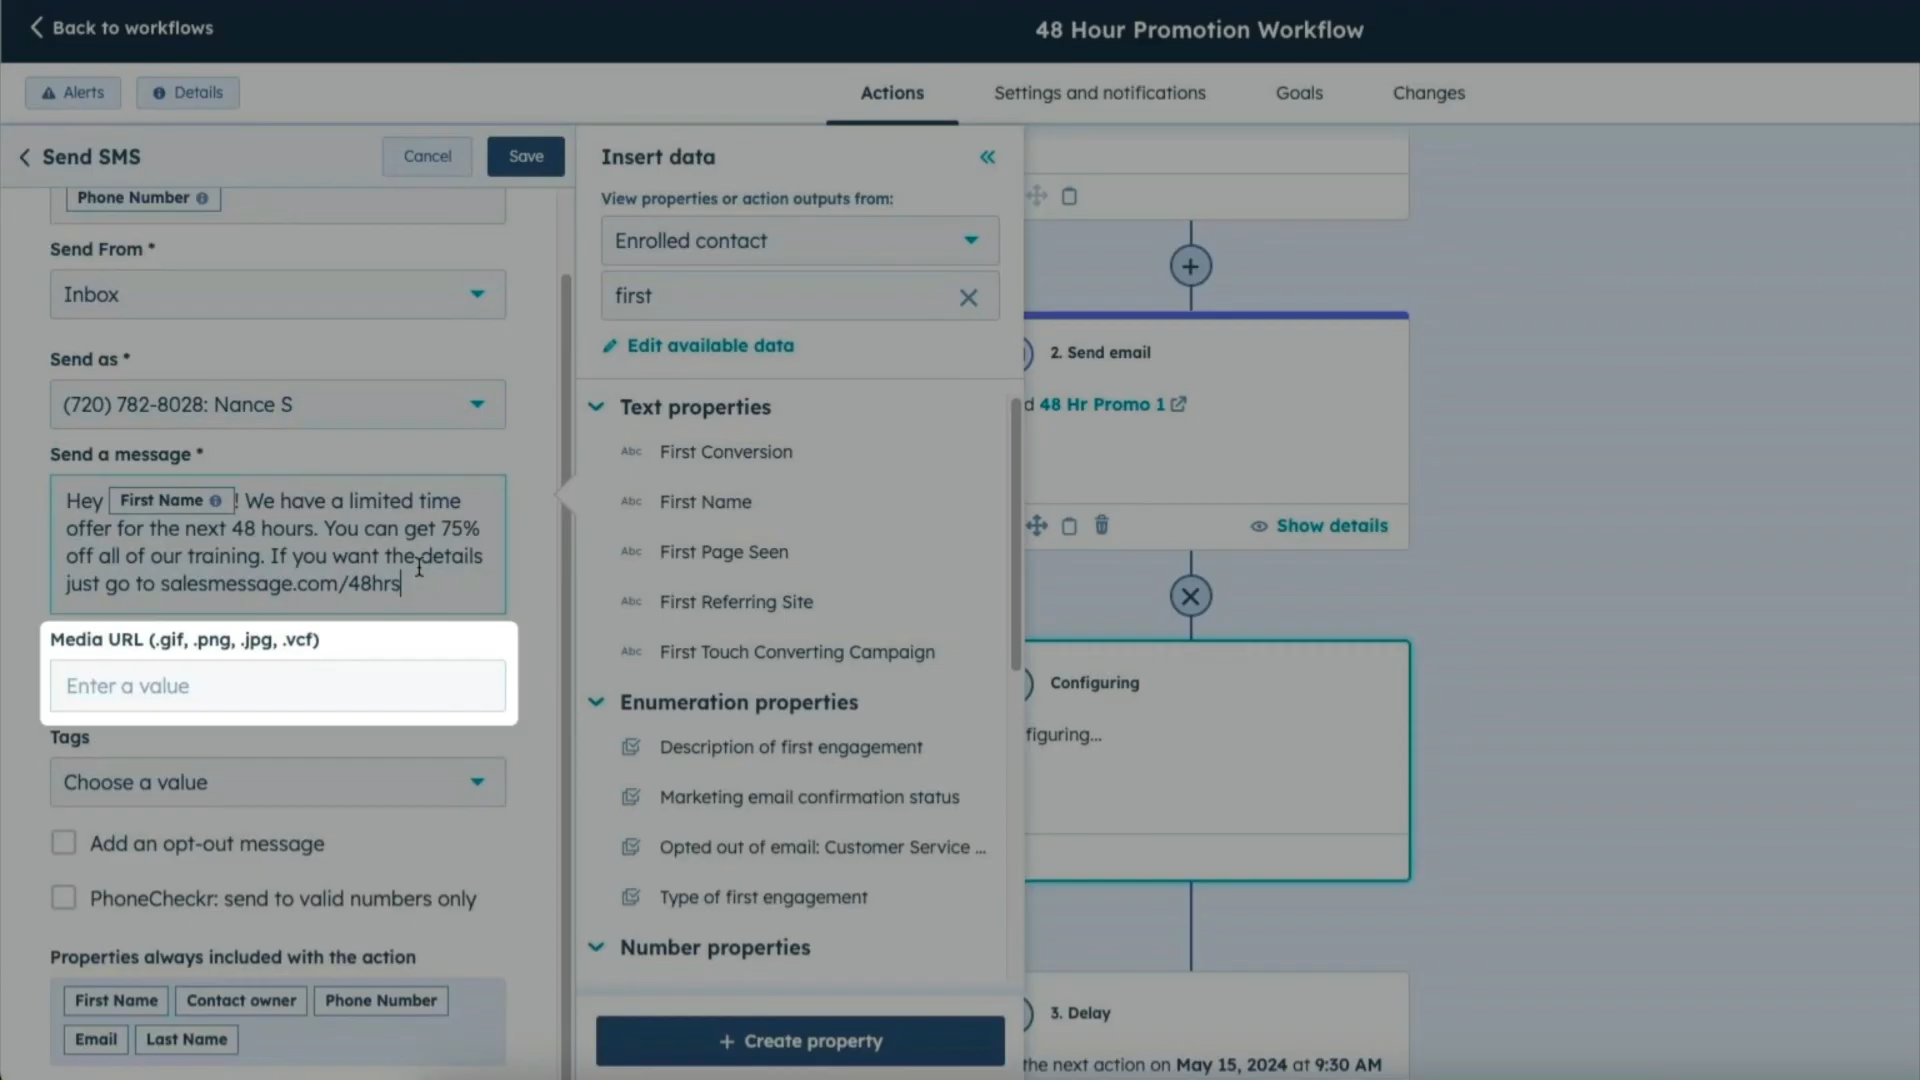 Back to workflows
48 Hour Promotion Workflow
Alerts
Details
Actions
Settings and notifications
Goals
Changes
Send SMS
Cancel
Save
Phone Number
Send From *
Inbox
Send as *
(720) 782-8028: Nance S
Send a message *
Hey First Name ! We have a limited time
offer for the next 48 hours. You can get 75%
off all of our training. If you want the details
just go to salesmessage.com/48hrs
Media URL (.gif, .png, .jpg, .vcf)
Enter a value
Tags
Choose a value
Add an opt-out message
PhoneCheckr: send to valid numbers only
Properties always included with the action
First Name Contact owner Phone Number
Email Last Name
Insert data
View properties or action outputs from:
Enrolled contact
first
Edit available data
Text properties
Abc First Conversion
Abc First Name
Abc First Page Seen
Abc First Referring Site
Abc First Touch Converting Campaign
Enumeration properties
Description of first engagement
Marketing email confirmation status
Opted out of email: Customer Service ...
Type of first engagement
Number properties
+ Create property
2. Send email
d 48 Hr Promo 1
Show details
Configuring
figuring...
3. Delay
the next action on May 15, 2024 at 9:30 AM